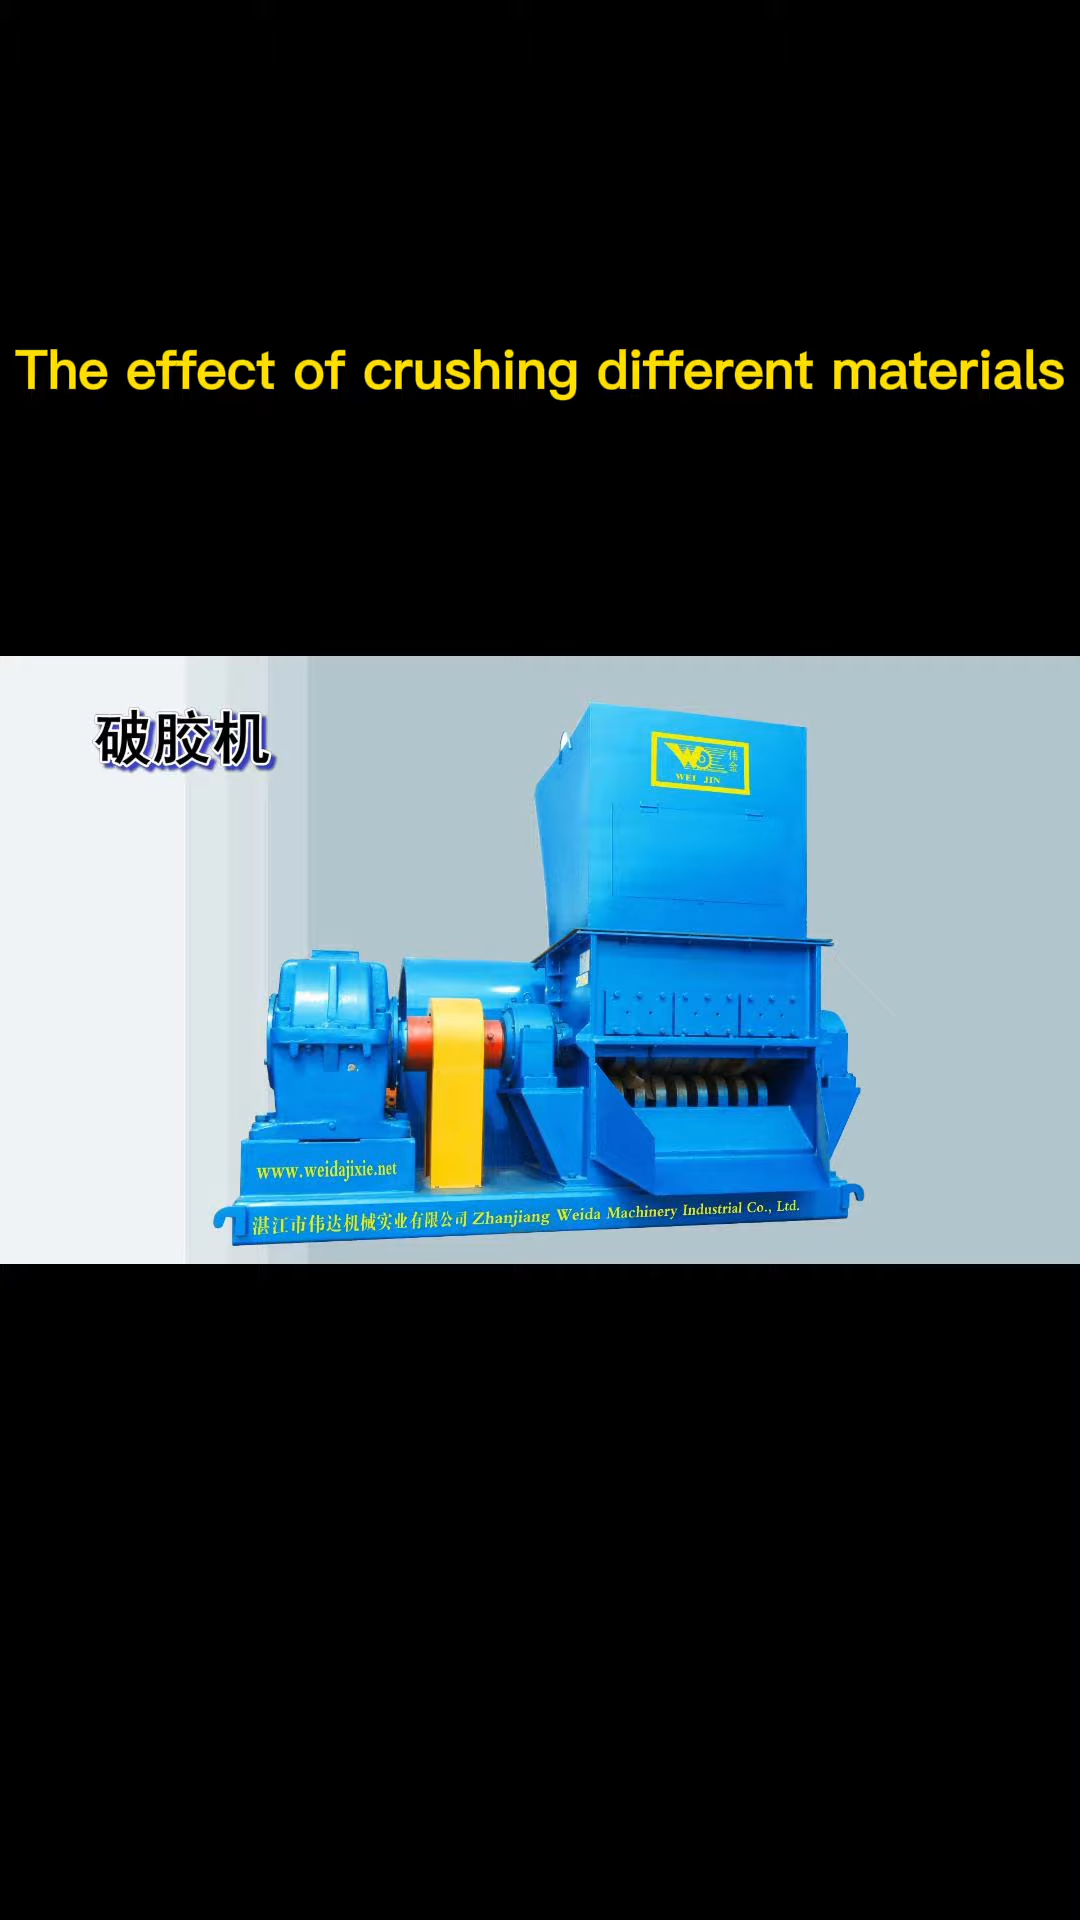 The effect of crushing different materials
破胶机
伟金
WEI JIN
www.weidajixie.net
湛江市伟达机械实业有限公司 Zhanjiang Weida Machinery Industrial Co., Ltd.